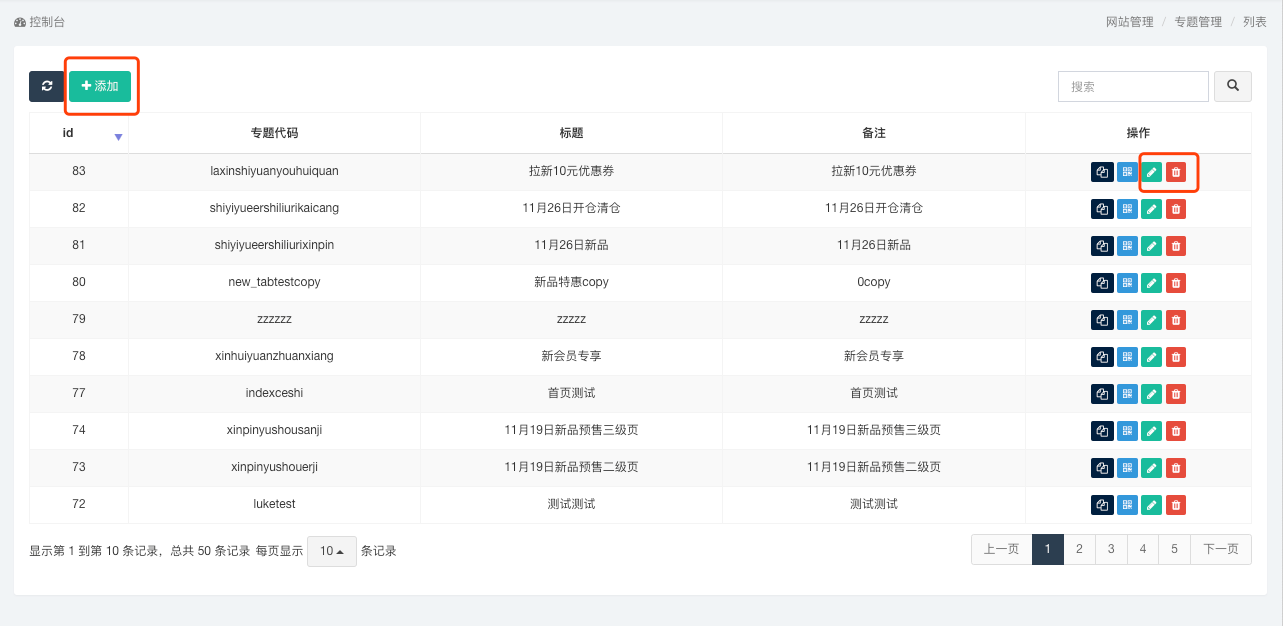 控制台
网站管理 / 专题管理 / 列表
添加
搜索
id 专题代码 标题 备注 操作
83 laxinshiyuanyouhuiquan 拉新10元优惠券 拉新10元优惠券
82 shiyiyueershiliurikaicang 11月26日开仓清仓 11月26日开仓清仓
81 shiyiyueershiliurixinpin 11月26日新品 11月26日新品
80 new_tabtestcopy 新品特惠copy 0copy
79 zzzzzz zzzzz zzzzz
78 xinhuiyuanzhuanxiang 新会员专享 新会员专享
77 indexceshi 首页测试 首页测试
74 xinpinyushousanji 11月19日新品预售三级页 11月19日新品预售三级页
73 xinpinyushouerji 11月19日新品预售二级页 11月19日新品预售二级页
72 luketest 测试测试 测试测试
显示第 1 到第 10 条记录，总共 50 条记录 每页显示 10 条记录
上一页 1 2 3 4 5 下一页